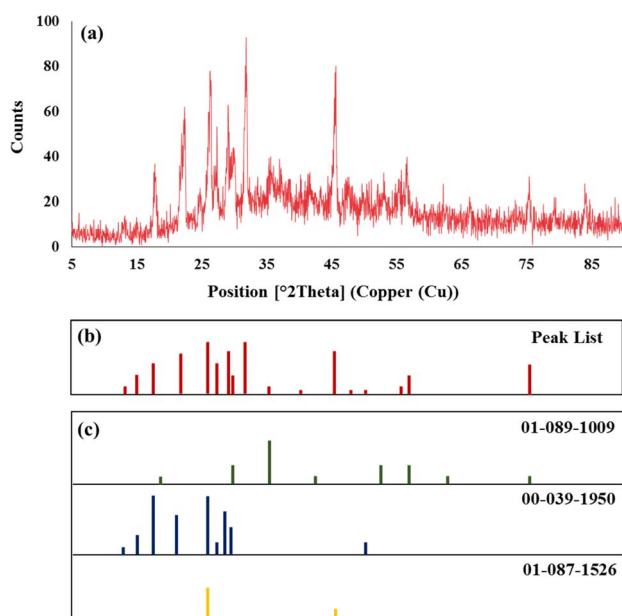 100
(a)
80
60
Counts
40
20
0
5 15 25 35 45 55 65 75 85
Position [°2Theta] (Copper (Cu))
(b)
Peak List
(c)
01-089-1009
00-039-1950
01-087-1526